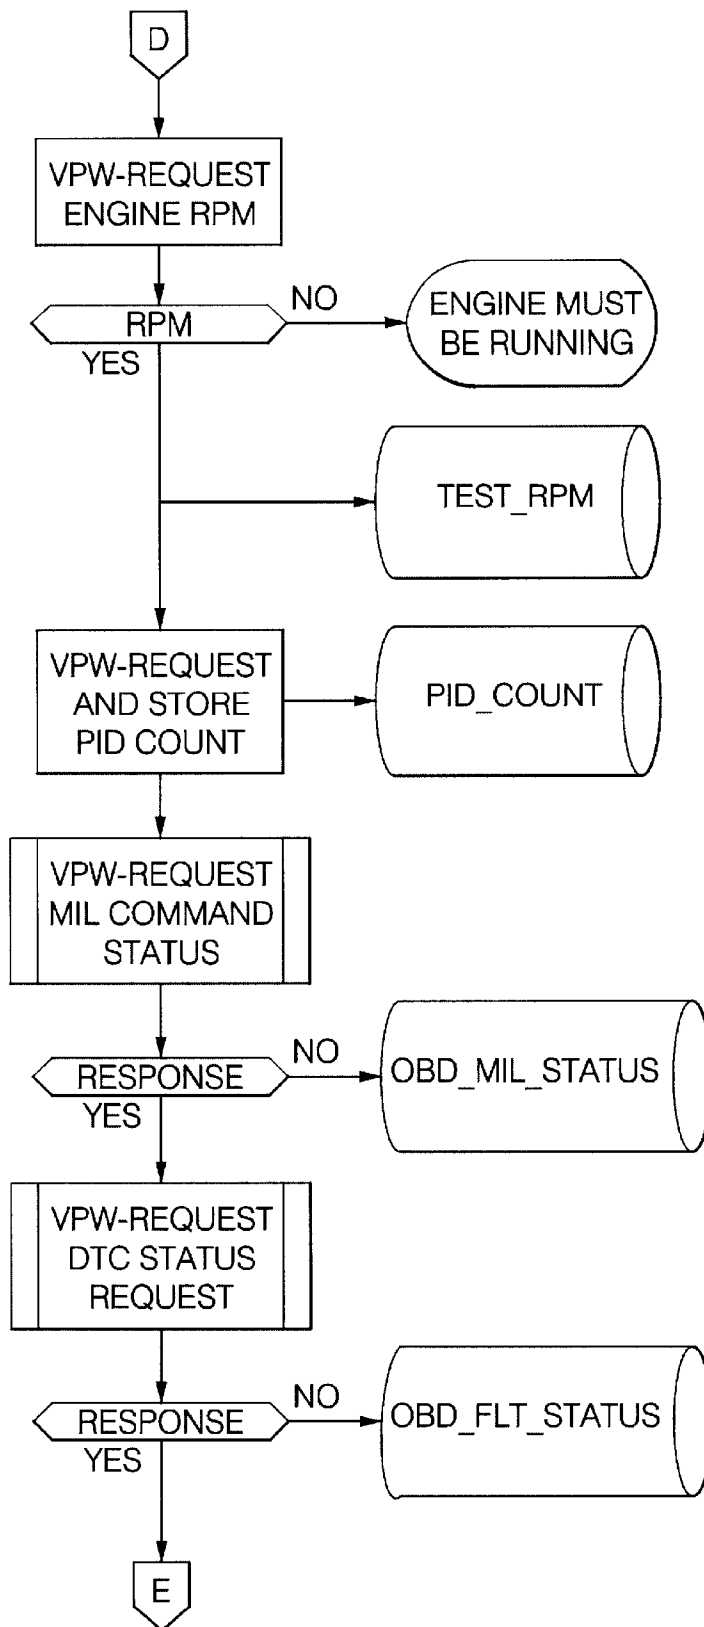 D
VPW-REQUEST
ENGINE RPM
RPM
NO
YES
ENGINE MUST
BE RUNNING
TEST_RPM
VPW-REQUEST
AND STORE
PID COUNT
PID_COUNT
VPW-REQUEST
MIL COMMAND
STATUS
RESPONSE
NO
YES
OBD_MIL_STATUS
VPW-REQUEST
DTC STATUS
REQUEST
RESPONSE
NO
YES
OBD_FLT_STATUS
E